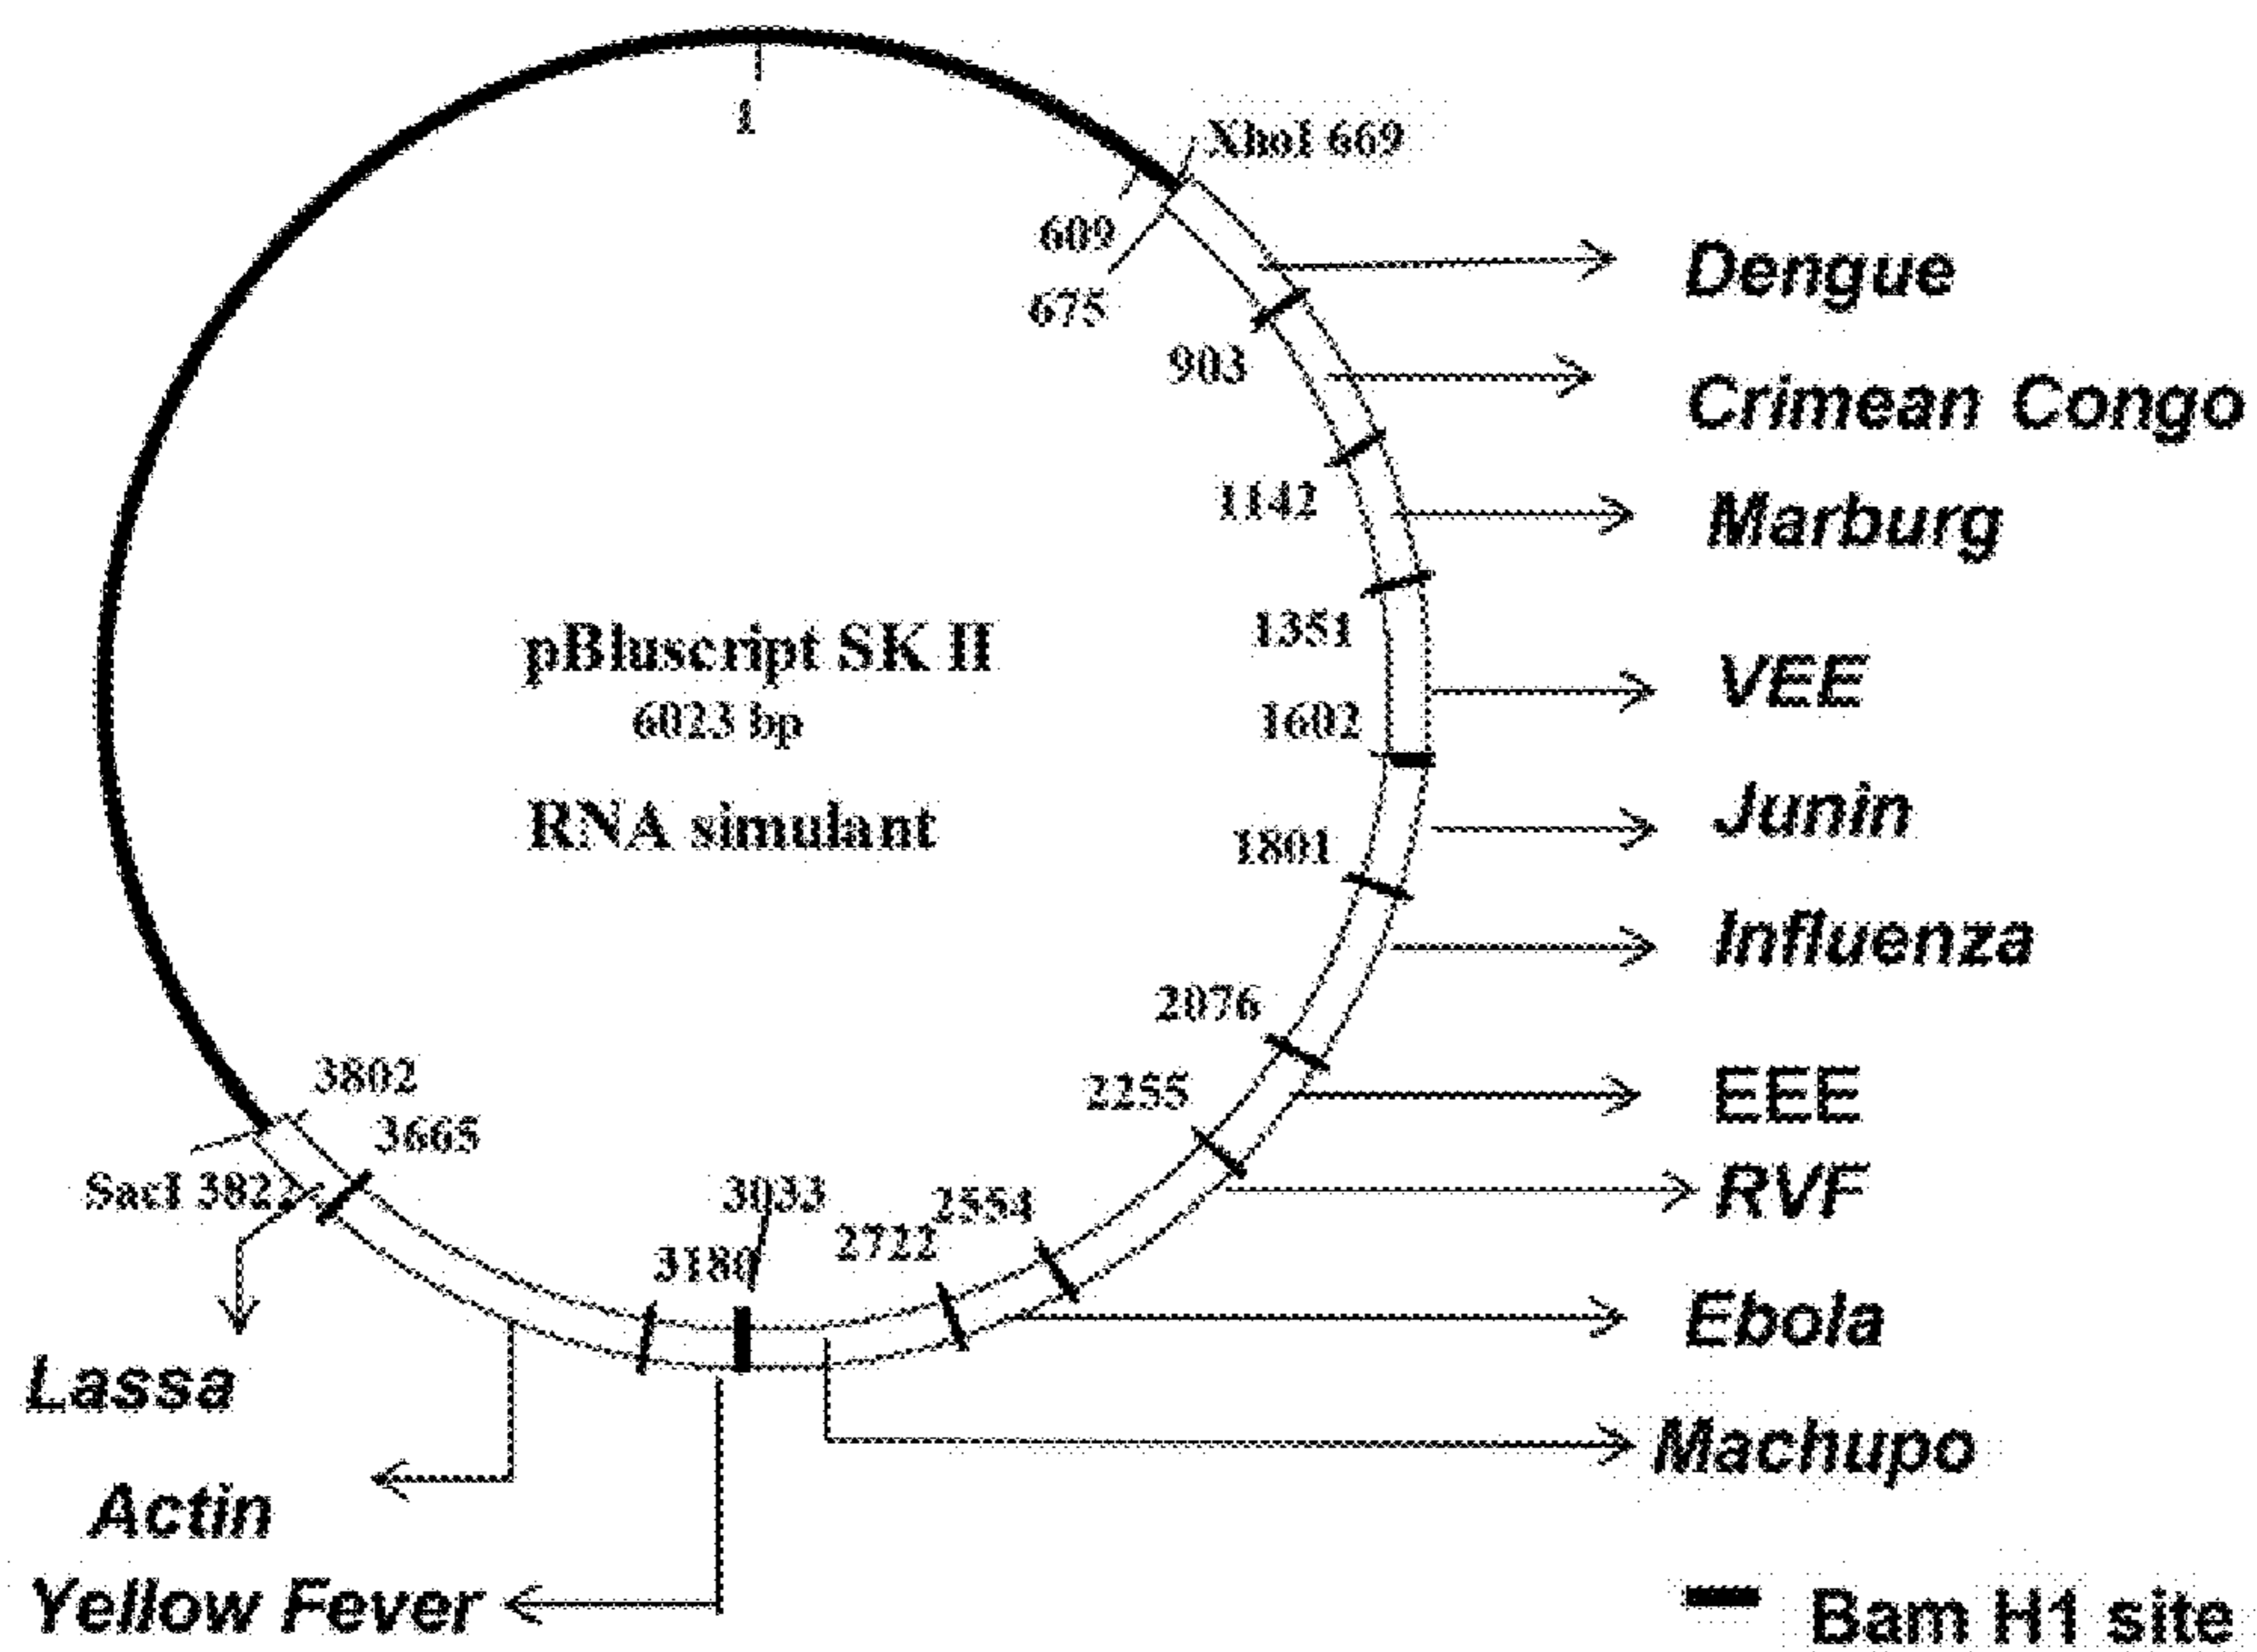 1
XhoI 669
609
675
Dengue
903
Crimean Congo
1142
Marburg
1351
pBluscript SK II
6023 bp
RNA simulant
VEE
1602
Junin
1801
Influenza
2076
EEE
2255
RVF
3802
3665
SacI 3822
3033
2554
2722
3180
Ebola
Lassa
Machupo
Actin
Yellow Fever
Bam H1 site